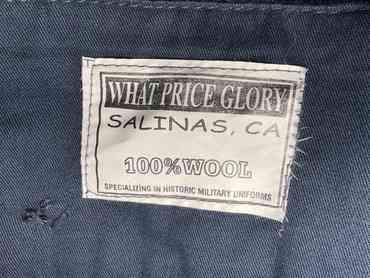 WHAT PRICE GLORY
SALINAS, CA
100% WOOL
SPECIALIZING IN HISTORIC MILITARY UNIFORMS